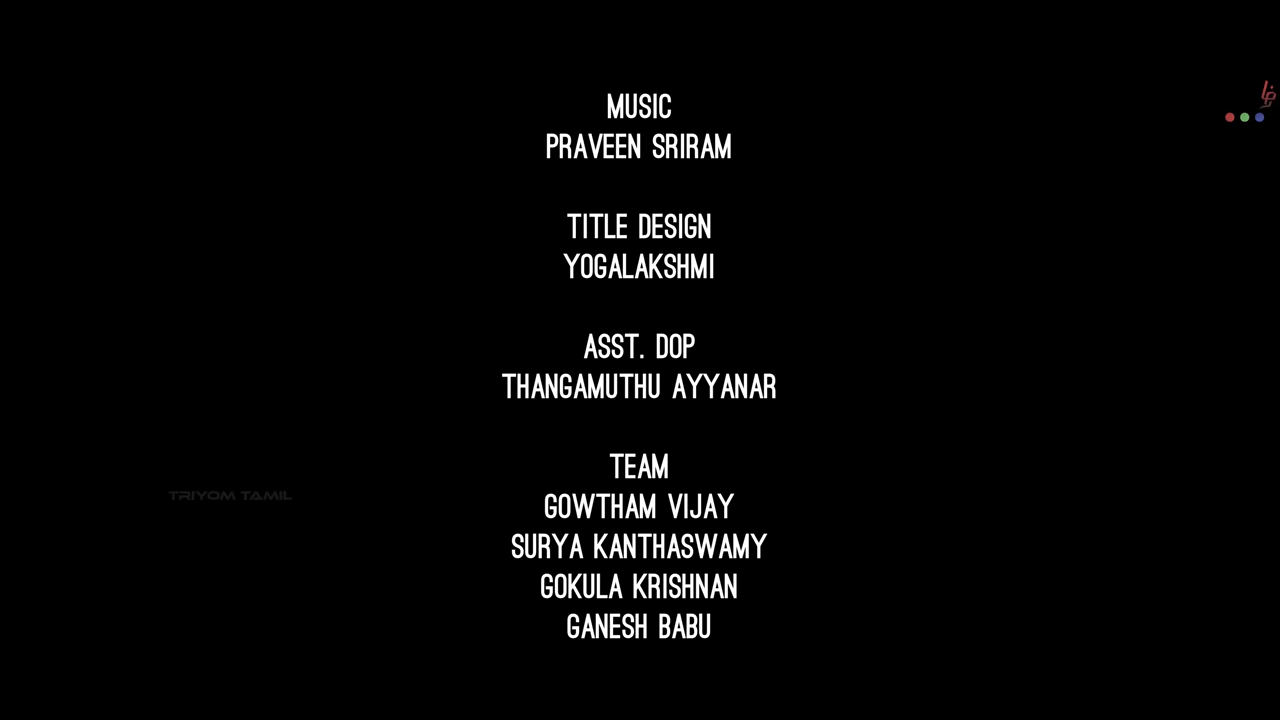 MUSIC
PRAVEEN SRIRAM
TITLE DESIGN
YOGALAKSHMI
ASST. DOP
THANGAMUTHU AYYANAR
TEAM
GOWTHAM VIJAY
SURYA KANTHASWAMY
GOKULA KRISHNAN
GANESH BABU
TRIYOM TAMIL